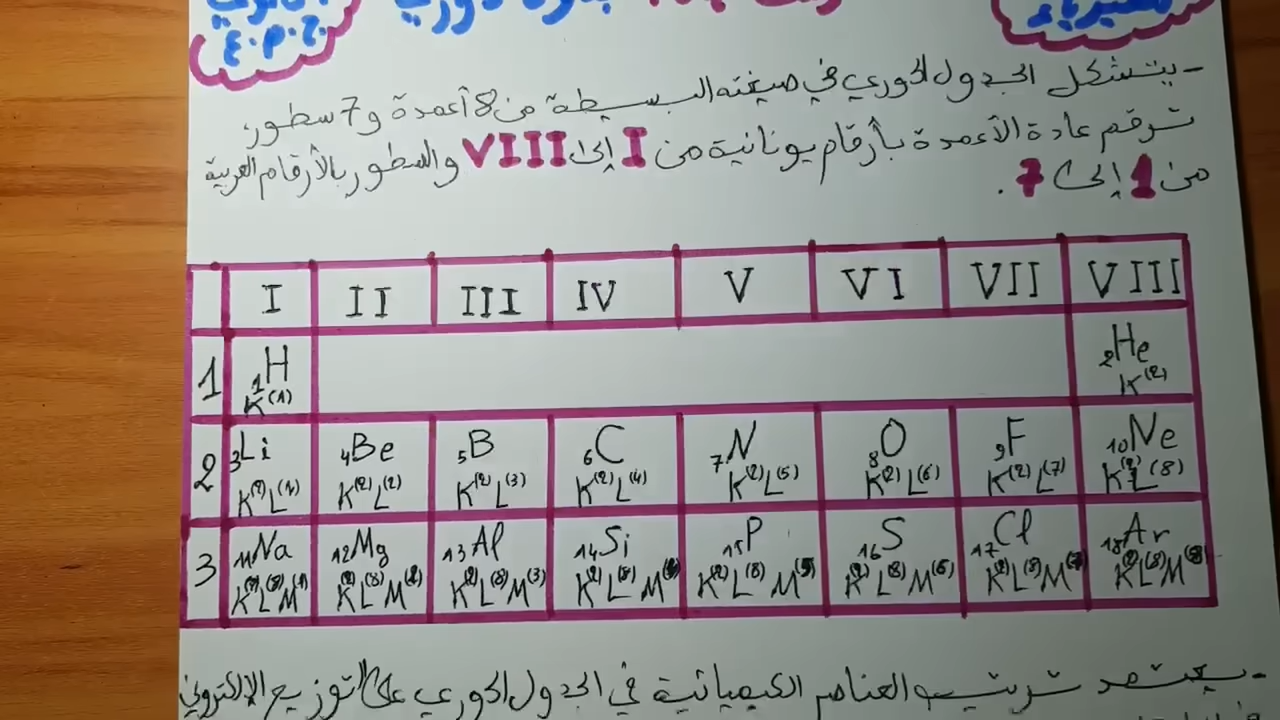 ج.م.ع
- يتشكل الجدول الدوري في صيغته البسيطة من 8 أعمدة و 7 سطور،
ترقم عادة الأعمدة بأرقام يونانية من I إلى VIII والسطور بالأرقام العربية
من 1 إلى 7.
I II III IV V VI VII VIII
1 ₁H ₂He
K⁽¹⁾ K⁽²⁾
2 ₃Li ₄Be ₅B ₆C ₇N ₈O ₉F ₁₀Ne
K⁽²⁾L⁽¹⁾ K⁽²⁾L⁽²⁾ K⁽²⁾L⁽³⁾ K⁽²⁾L⁽⁴⁾ K⁽²⁾L⁽⁵⁾ K⁽²⁾L⁽⁶⁾ K⁽²⁾L⁽⁷⁾ K⁽²⁾L⁽⁸⁾
3 ₁₁Na ₁₂Mg ₁₃Al ₁₄Si ₁₅P ₁₆S ₁₇Cl ₁₈Ar
K⁽²⁾L⁽⁸⁾M⁽¹⁾ K⁽²⁾L⁽⁸⁾M⁽²⁾ K⁽²⁾L⁽⁸⁾M⁽³⁾ K⁽²⁾L⁽⁸⁾M⁽⁴⁾ K⁽²⁾L⁽⁸⁾M⁽⁵⁾ K⁽²⁾L⁽⁸⁾M⁽⁶⁾ K⁽²⁾L⁽⁸⁾M⁽⁷⁾ K⁽²⁾L⁽⁸⁾M⁽⁸⁾
- يعتمد ترتيب العناصر الكيميائية في الجدول الدوري على التوزيع الإلكتروني